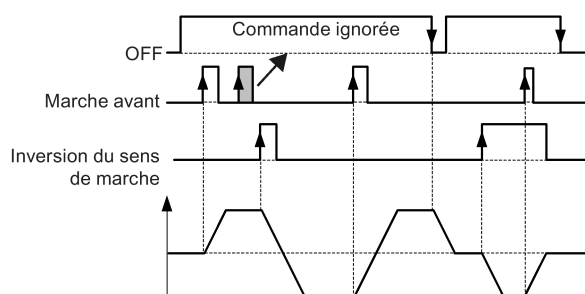 Commande ignorée
OFF
Marche avant
Inversion du sens
de marche